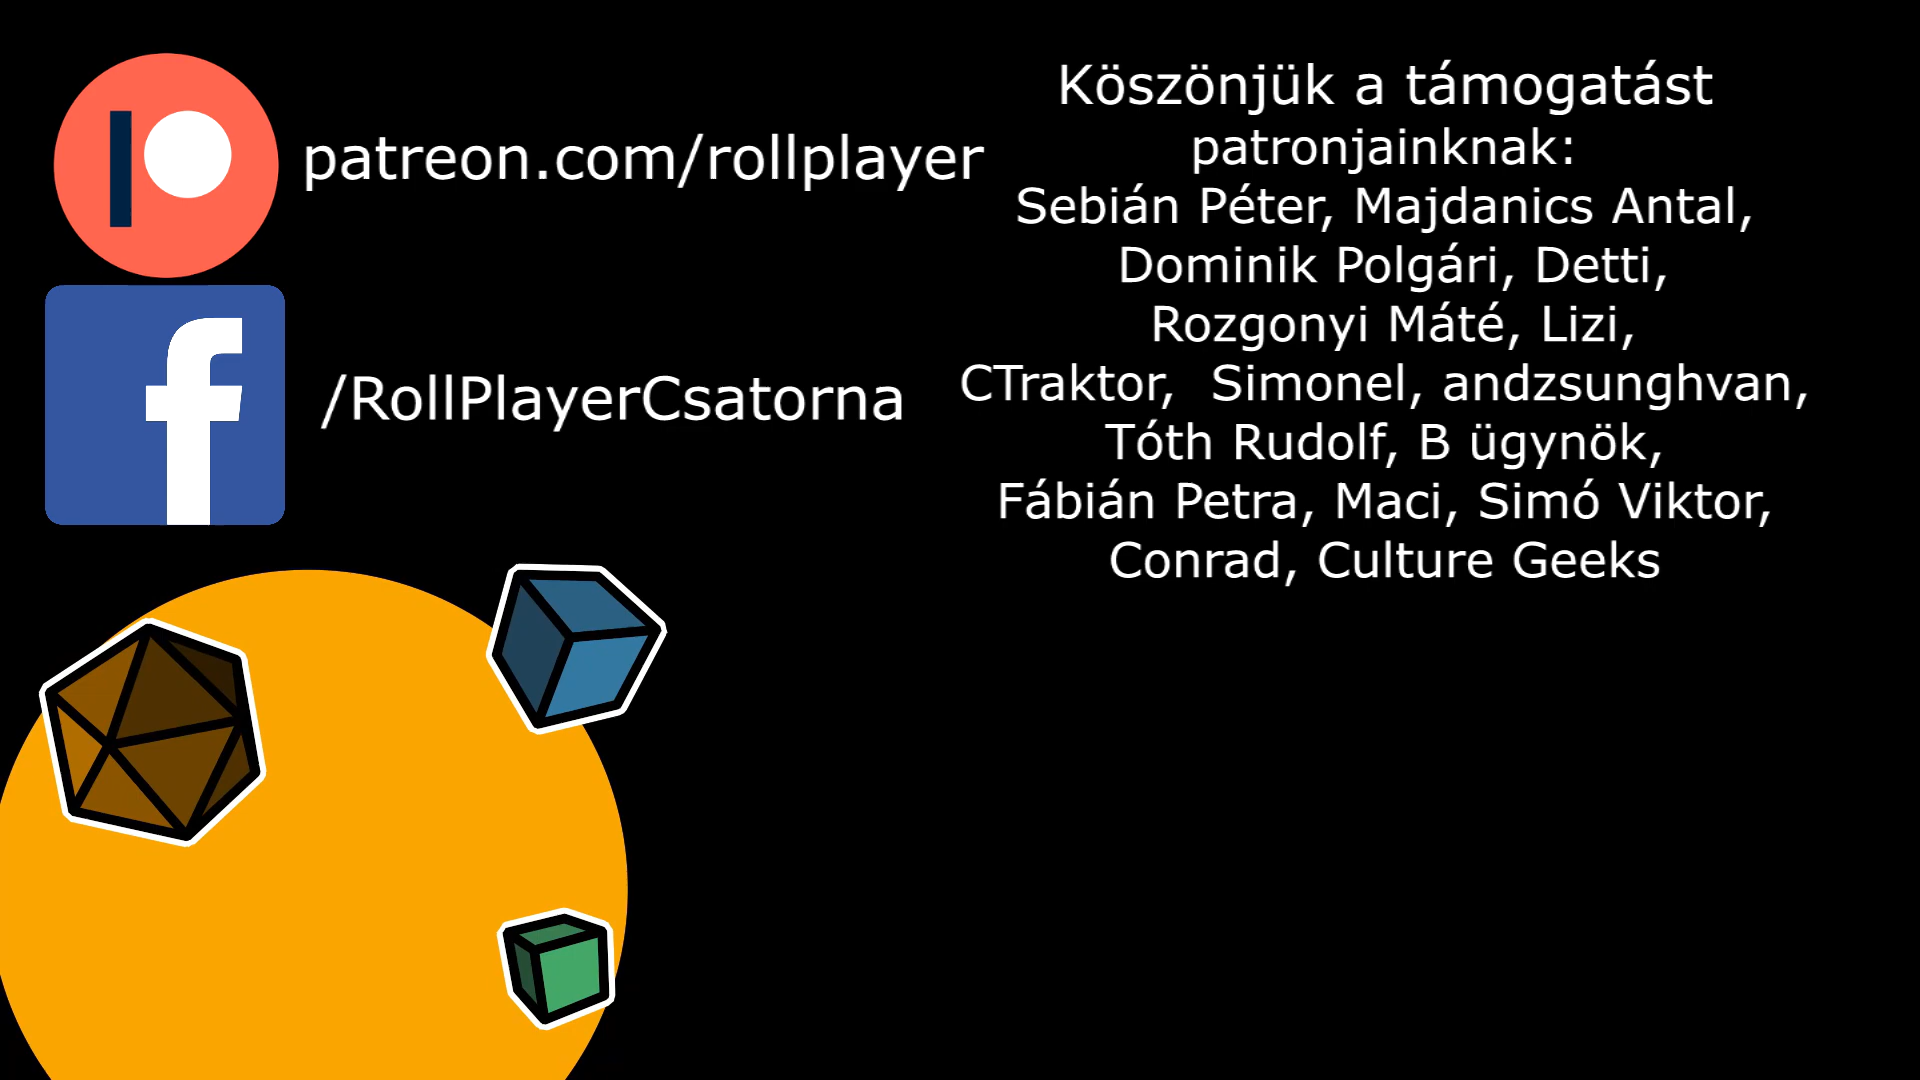 patreon.com/rollplayer
/RollPlayerCsatorna
Köszönjük a támogatást
patronjainknak:
Sebián Péter, Majdanics Antal,
Dominik Polgári, Detti,
Rozgonyi Máté, Lizi,
CTraktor,  Simonel, andzsunghvan,
Tóth Rudolf, B ügynök,
Fábián Petra, Maci, Simó Viktor,
Conrad, Culture Geeks